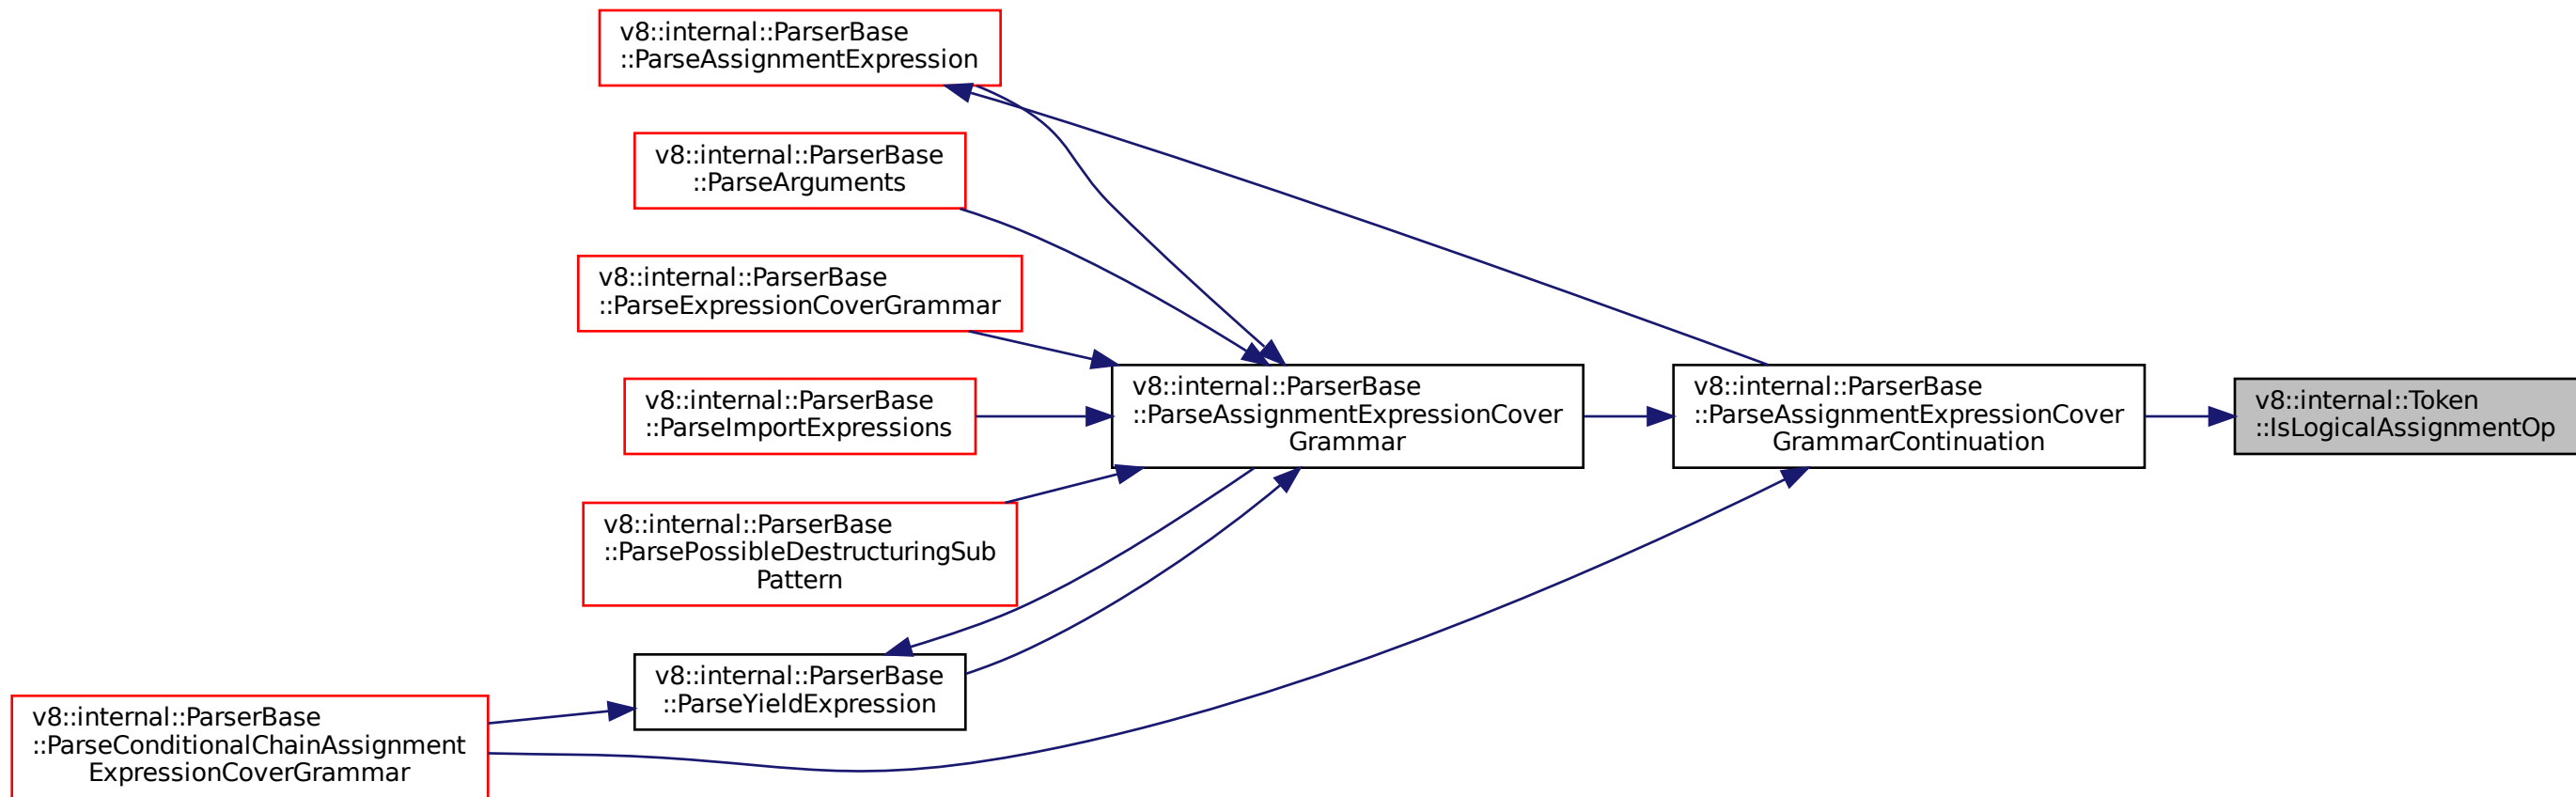 v8::internal::ParserBase
::ParseAssignmentExpression
v8::internal::ParserBase
::ParseArguments
v8::internal::ParserBase
::ParseExpressionCoverGrammar
v8::internal::ParserBase
::ParseImportExpressions
v8::internal::ParserBase
::ParsePossibleDestructuringSub
Pattern
v8::internal::ParserBase
::ParseYieldExpression
v8::internal::ParserBase
::ParseConditionalChainAssignment
ExpressionCoverGrammar
v8::internal::ParserBase
::ParseAssignmentExpressionCover
Grammar
v8::internal::ParserBase
::ParseAssignmentExpressionCover
GrammarContinuation
v8::internal::Token
::IsLogicalAssignmentOp